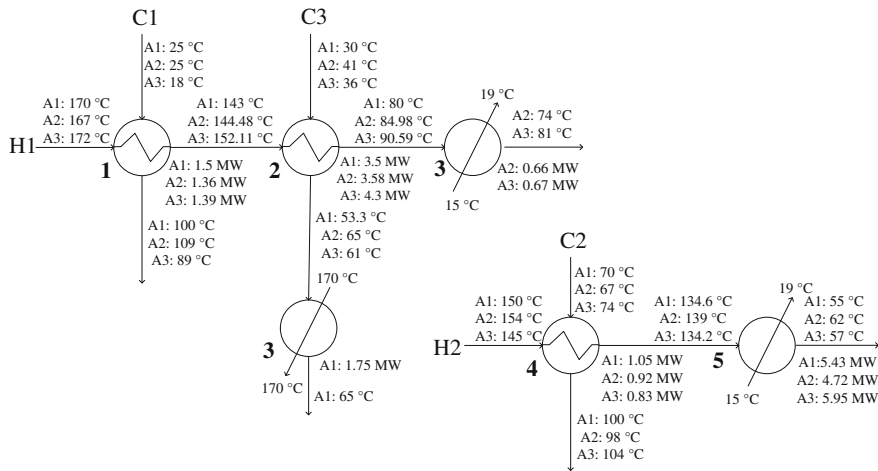 C1
C3
A1: 25 °C
A2: 25 °C
A3: 18 °C
A1: 30 °C
A2: 41 °C
A3: 36 °C
A1: 170 °C
A2: 167 °C
A3: 172 °C
H1
1
A1: 143 °C
A2: 144.48 °C
A3: 152.11 °C
A1: 1.5 MW
A2: 1.36 MW
A3: 1.39 MW
2
A1: 80 °C
A2: 84.98 °C
A3: 90.59 °C
A1: 3.5 MW
A2: 3.58 MW
A3: 4.3 MW
19 °C
3
15 °C
A2: 74 °C
A3: 81 °C
A2: 0.66 MW
A3: 0.67 MW
A1: 100 °C
A2: 109 °C
A3: 89 °C
A1: 53.3 °C
A2: 65 °C
A3: 61 °C
170 °C
3
170 °C
A1: 1.75 MW
A1: 65 °C
C2
A1: 70 °C
A2: 67 °C
A3: 74 °C
A1: 150 °C
A2: 154 °C
A3: 145 °C
H2
4
A1: 134.6 °C
A2: 139 °C
A3: 134.2 °C
A1: 1.05 MW
A2: 0.92 MW
A3: 0.83 MW
19 °C
5
15 °C
A1: 55 °C
A2: 62 °C
A3: 57 °C
A1:5.43 MW
A2: 4.72 MW
A3: 5.95 MW
A1: 100 °C
A2: 98 °C
A3: 104 °C